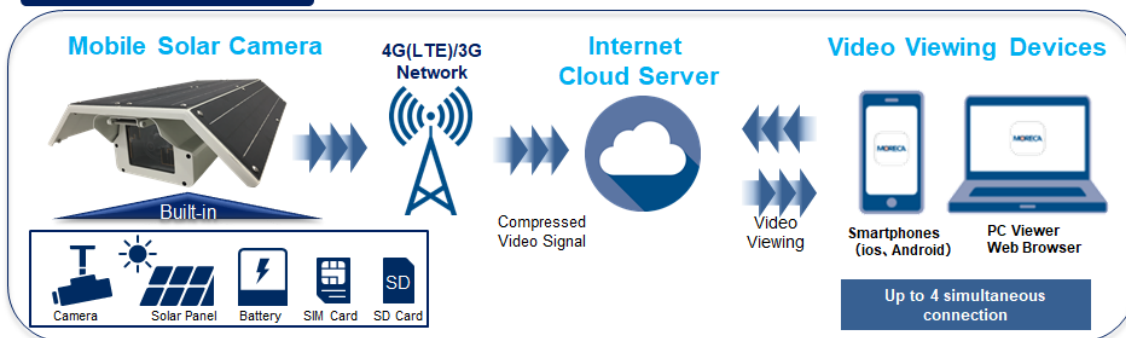 Mobile Solar Camera
4G(LTE)/3G
Network
Internet
Cloud Server
Video Viewing Devices
MORECA
MORECA
Built-in
Compressed
Video Signal
Video
Viewing
Smartphones
（ios、Android）
PC Viewer
Web Browser
SD
Camera
Solar Panel
Battery
SIM Card
SD Card
Up to 4 simultaneous
connection